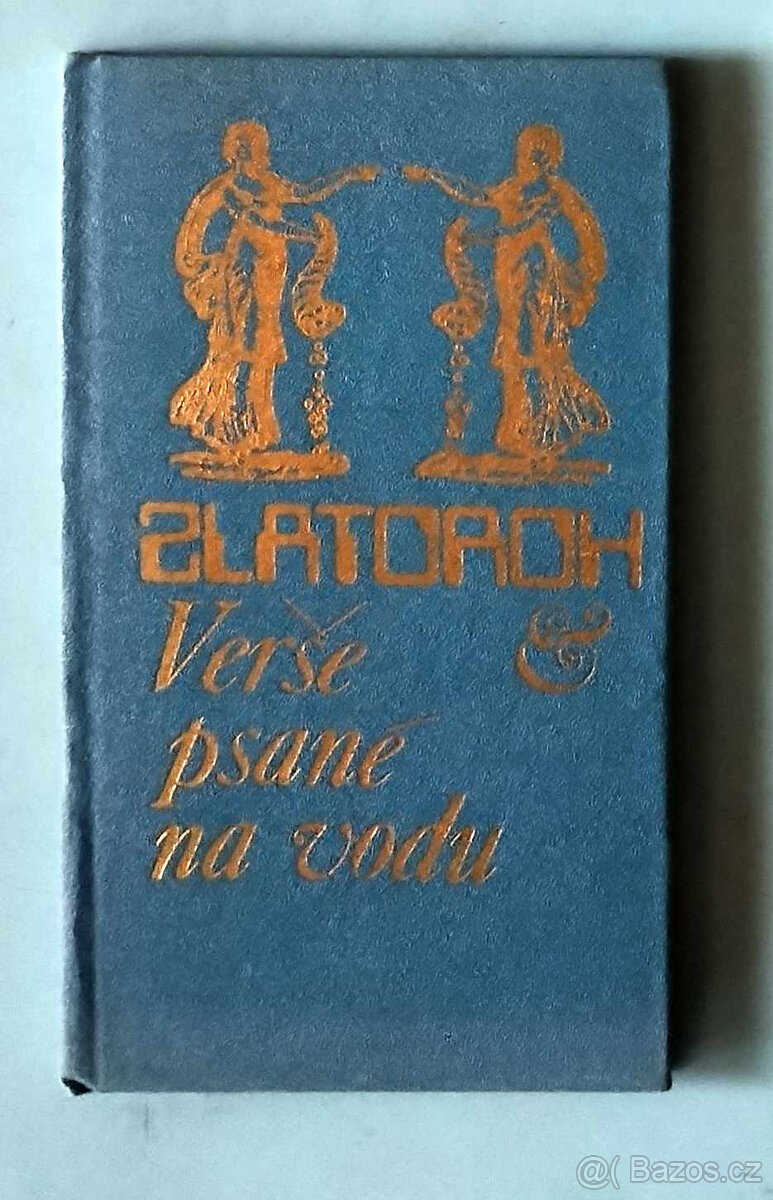 ZLATOROH
Verše &
psané
na vodu
@( Bazos.cz